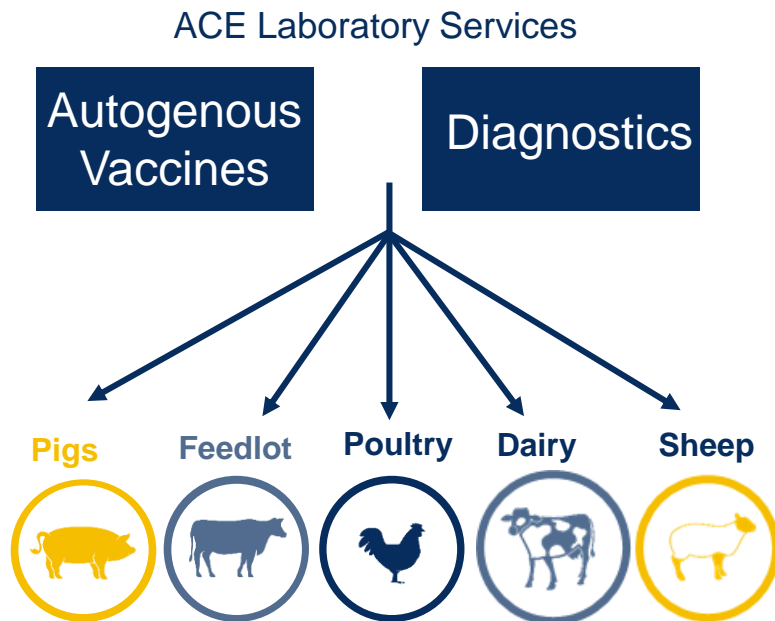 ACE Laboratory Services
Autogenous
Vaccines
Diagnostics
Pigs
Feedlot
Poultry
Dairy
Sheep